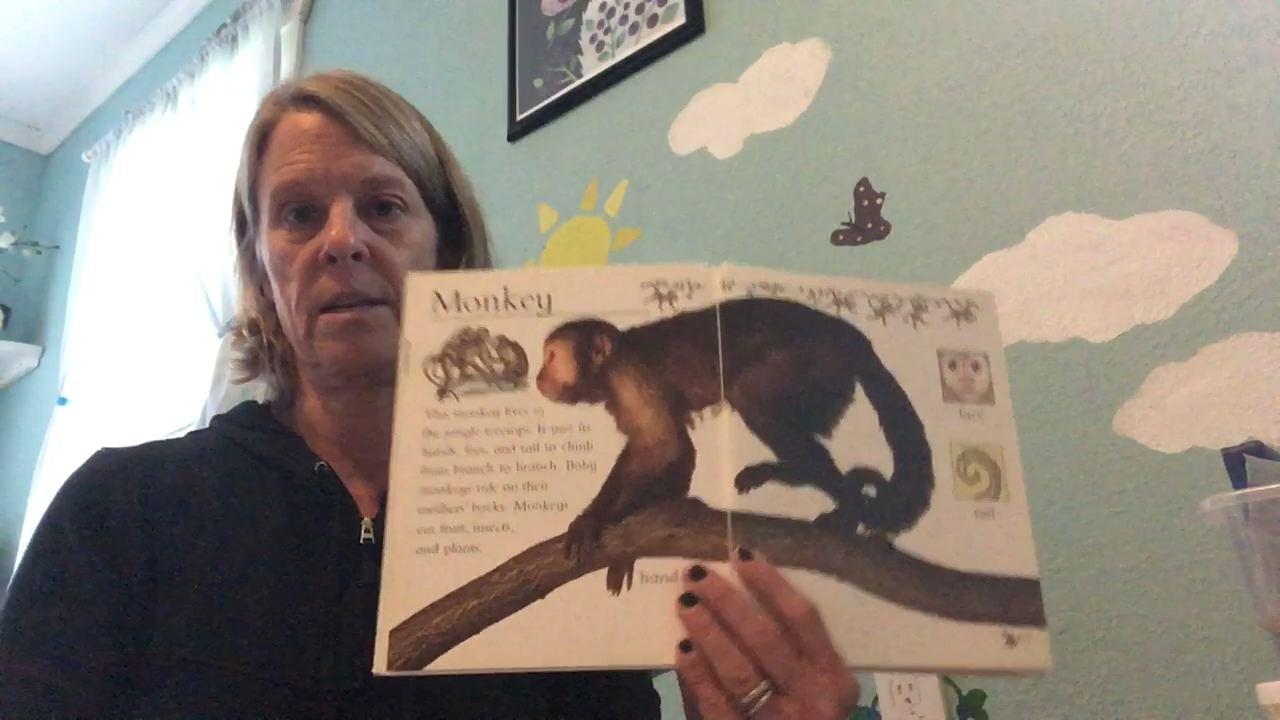 Monkey
The monkey lives in
the jungle treetops. It uses its
hands, feet, and tail to climb
from branch to branch. Baby
monkeys ride on their
mothers' backs. Monkeys
eat fruit, insects,
and plants.
face
tail
hand